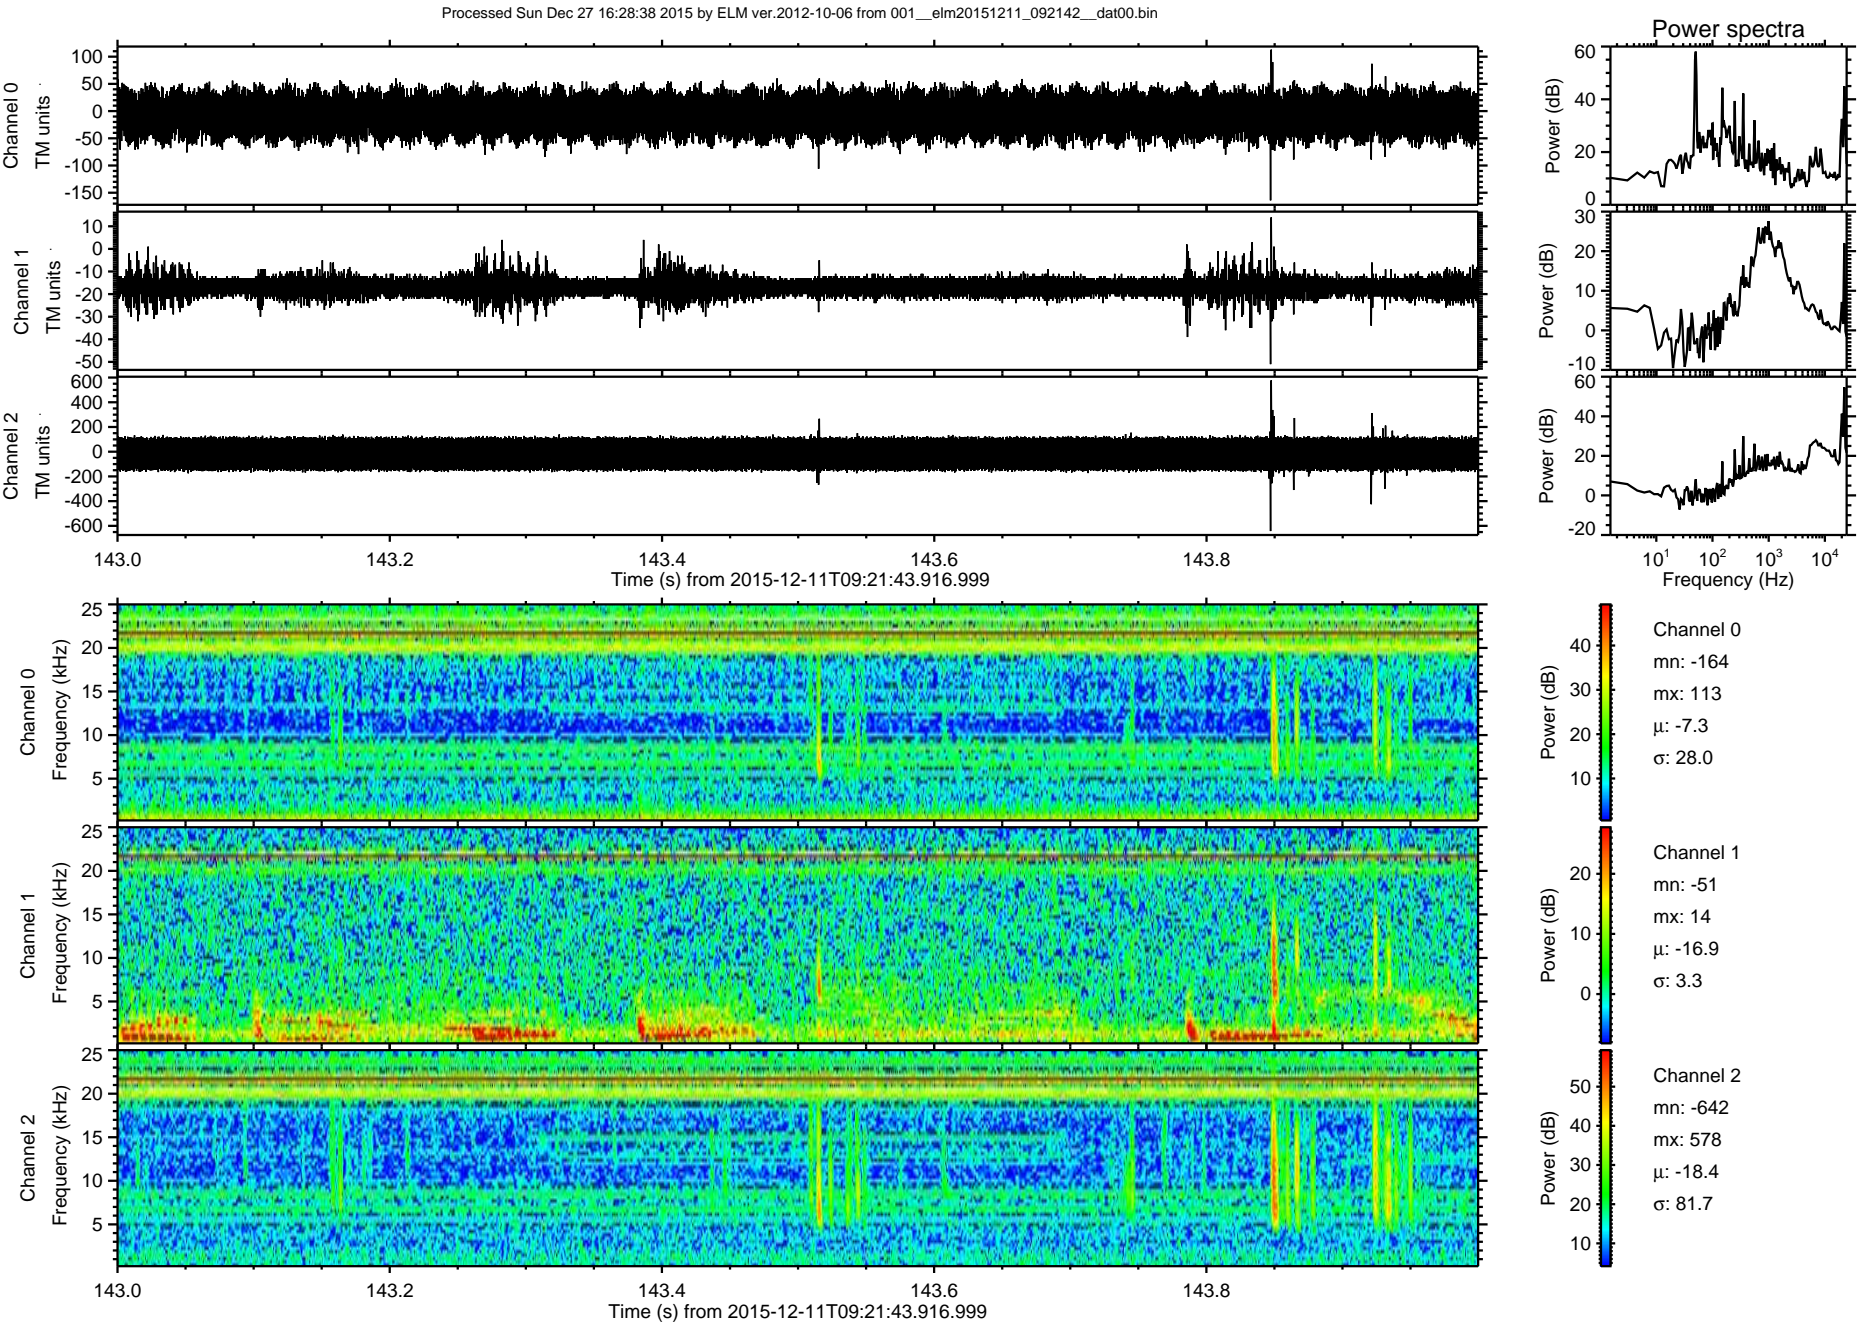 Processed Sun Dec 27 16:28:38 2015 by ELM ver.2012-10-06 from 001__elm20151211_092142__dat00.bin
Power spectra
Channel 0
TM units
100
50
0
-50
-100
-150
Power (dB)
60
40
20
0
Channel 1
TM units
10
0
-10
-20
-30
-40
-50
Power (dB)
30
20
10
0
-10
Channel 2
TM units
600
400
200
0
-200
-400
-600
Power (dB)
60
40
20
0
-20
143.0 143.2 143.4 143.6 143.8
Time (s) from 2015-12-11T09:21:43.916.999
10^1 10^2 10^3 10^4
Frequency (Hz)
Channel 0
Frequency (kHz)
25
20
15
10
5
Power (dB)
40
30
20
10
Channel 0
mn: -164
mx: 113
μ: -7.3
σ: 28.0
Channel 1
Frequency (kHz)
25
20
15
10
5
Power (dB)
20
10
0
Channel 1
mn: -51
mx: 14
μ: -16.9
σ: 3.3
Channel 2
Frequency (kHz)
25
20
15
10
5
Power (dB)
50
40
30
20
10
Channel 2
mn: -642
mx: 578
μ: -18.4
σ: 81.7
143.0 143.2 143.4 143.6 143.8
Time (s) from 2015-12-11T09:21:43.916.999